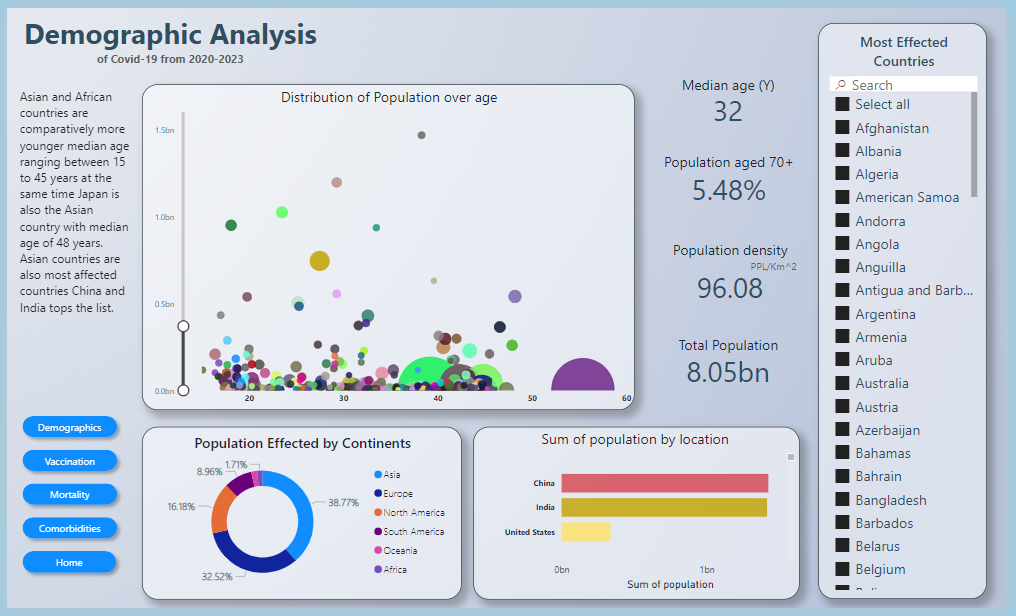 Demographic Analysis
of Covid-19 from 2020-2023
Asian and African
countries are
comparatively more
younger median age
ranging between 15
to 45 years at the
same time Japan is
also the Asian
country with median
age of 48 years.
Asian countries are
also most affected
countries China and
India tops the list.
Demographics
Vaccination
Mortality
Comorbidities
Home
Distribution of Population over age
1.5bn
1.0bn
0.5bn
0.0bn
20
30
40
50
60
Median age (Y)
32
Population aged 70+
5.48%
Population density
PPL/Km^2
96.08
Total Population
8.05bn
Population Effected by Continents
1.71%
8.96%
16.18%
32.52%
38.77%
Asia
Europe
North America
South America
Oceania
Africa
Sum of population by location
China
India
United States
0bn
1bn
Sum of population
Most Effected
Countries
Search
Select all
Afghanistan
Albania
Algeria
American Samoa
Andorra
Angola
Anguilla
Antigua and Barb...
Argentina
Armenia
Aruba
Australia
Austria
Azerbaijan
Bahamas
Bahrain
Bangladesh
Barbados
Belarus
Belgium